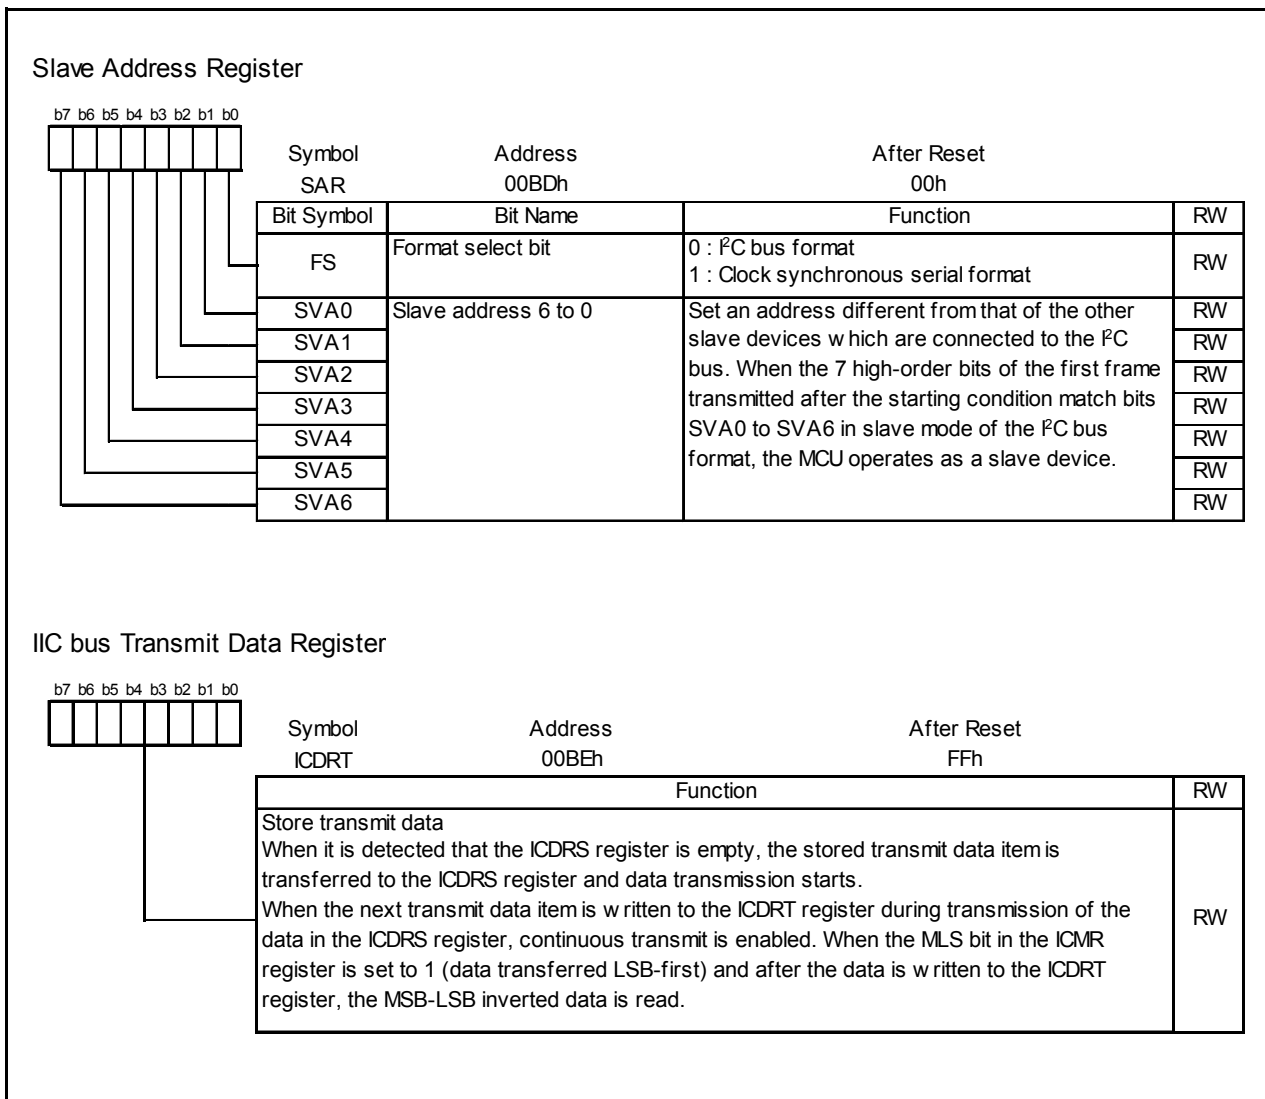 Slave Address Register
b7 b6 b5 b4 b3 b2 b1 b0
Symbol Address After Reset
SAR 00BDh 00h
Bit Symbol Bit Name Function RW
FS Format select bit 0 : I²C bus format RW
1 : Clock synchronous serial format
SVA0 Slave address 6 to 0 Set an address different from that of the other RW
SVA1 slave devices which are connected to the I²C RW
SVA2 bus. When the 7 high-order bits of the first frame RW
SVA3 transmitted after the starting condition match bits RW
SVA4 SVA0 to SVA6 in slave mode of the I²C bus RW
SVA5 format, the MCU operates as a slave device. RW
SVA6 RW
IIC bus Transmit Data Register
b7 b6 b5 b4 b3 b2 b1 b0
Symbol Address After Reset
ICDRT 00BEh FFh
Function RW
Store transmit data
When it is detected that the ICDRS register is empty, the stored transmit data item is
transferred to the ICDRS register and data transmission starts.
When the next transmit data item is written to the ICDRT register during transmission of the RW
data in the ICDRS register, continuous transmit is enabled. When the MLS bit in the ICMR
register is set to 1 (data transferred LSB-first) and after the data is written to the ICDRT
register, the MSB-LSB inverted data is read.